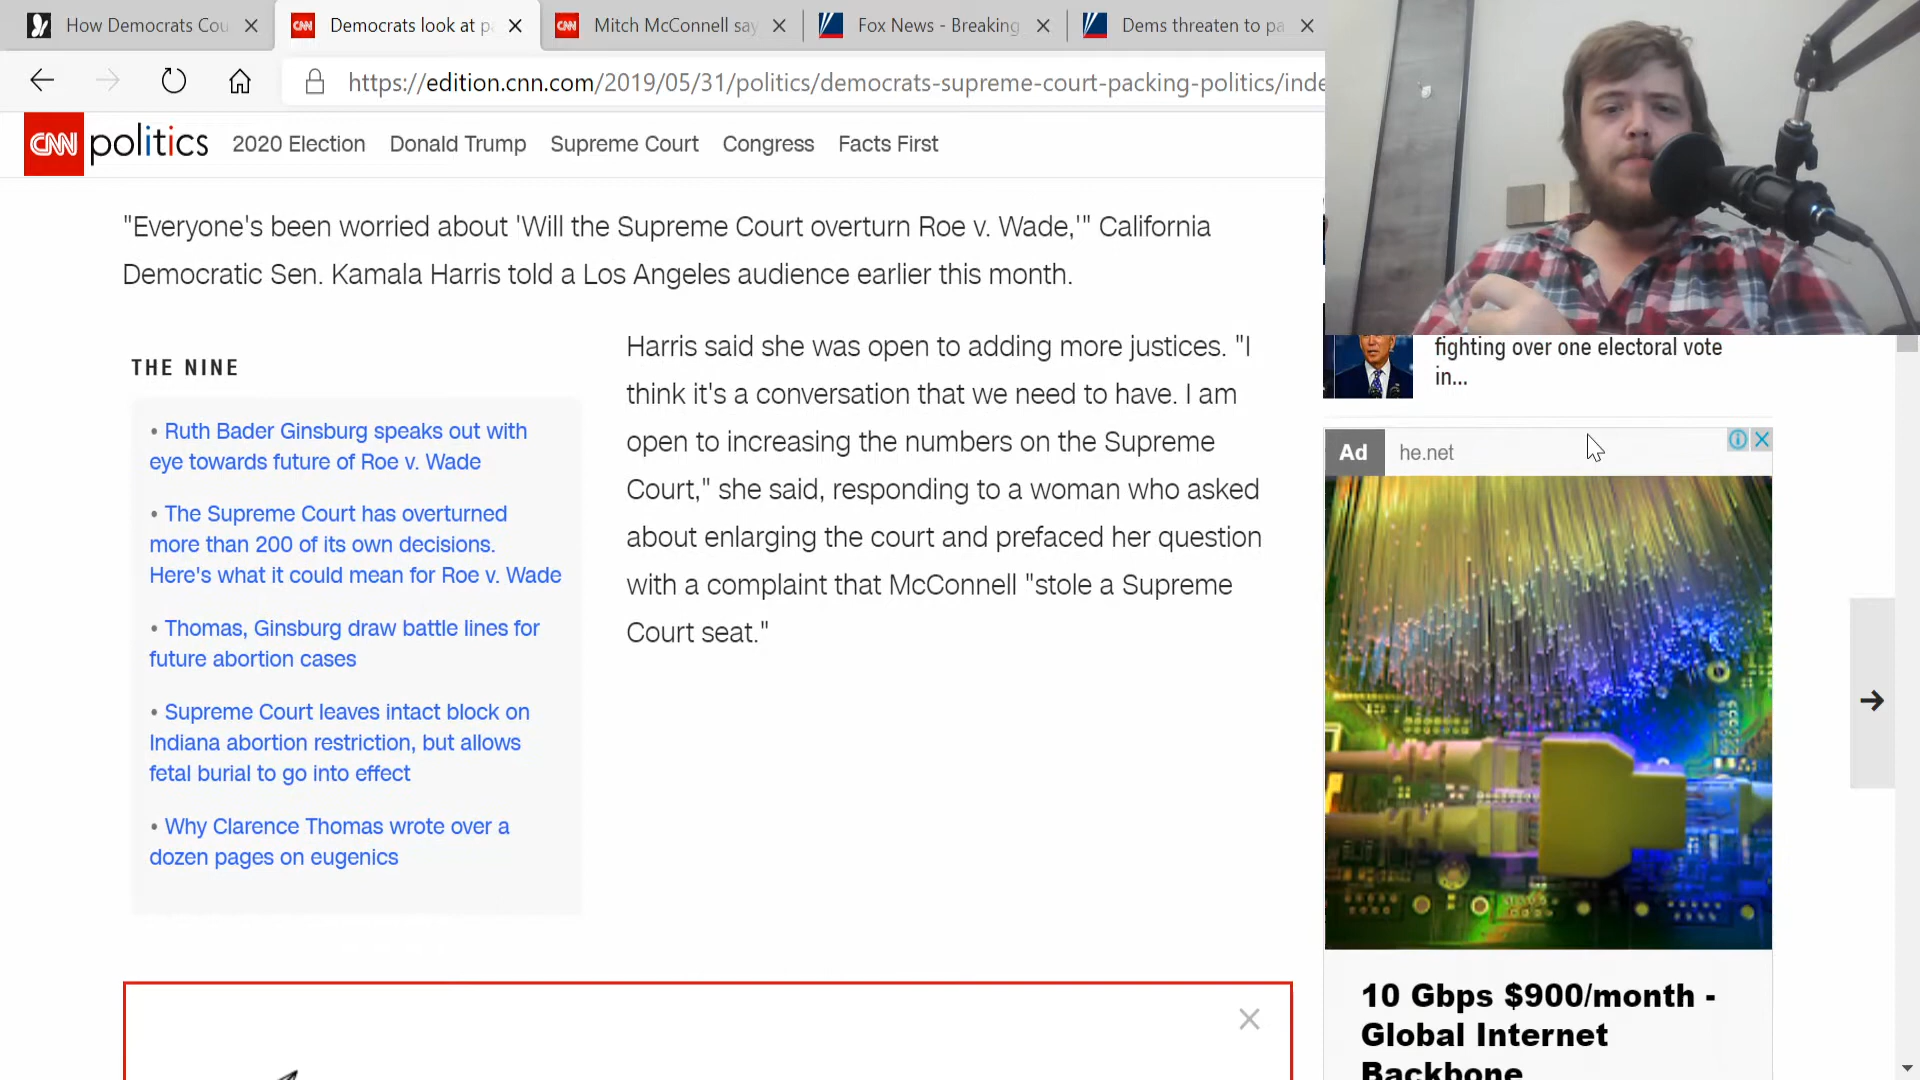 How Democrats Cou
Democrats look at pa
Mitch McConnell say
Fox News - Breaking
Dems threaten to pa
https://edition.cnn.com/2019/05/31/politics/democrats-supreme-court-packing-politics/inde
CNN politics 2020 Election Donald Trump Supreme Court Congress Facts First
"Everyone's been worried about 'Will the Supreme Court overturn Roe v. Wade,'" California
Democratic Sen. Kamala Harris told a Los Angeles audience earlier this month.
THE NINE
• Ruth Bader Ginsburg speaks out with
eye towards future of Roe v. Wade
• The Supreme Court has overturned
more than 200 of its own decisions.
Here's what it could mean for Roe v. Wade
• Thomas, Ginsburg draw battle lines for
future abortion cases
• Supreme Court leaves intact block on
Indiana abortion restriction, but allows
fetal burial to go into effect
• Why Clarence Thomas wrote over a
dozen pages on eugenics
Harris said she was open to adding more justices. "I
think it's a conversation that we need to have. I am
open to increasing the numbers on the Supreme
Court," she said, responding to a woman who asked
about enlarging the court and prefaced her question
with a complaint that McConnell "stole a Supreme
Court seat."
fighting over one electoral vote
in...
Ad he.net
10 Gbps $900/month -
Global Internet
Backbone